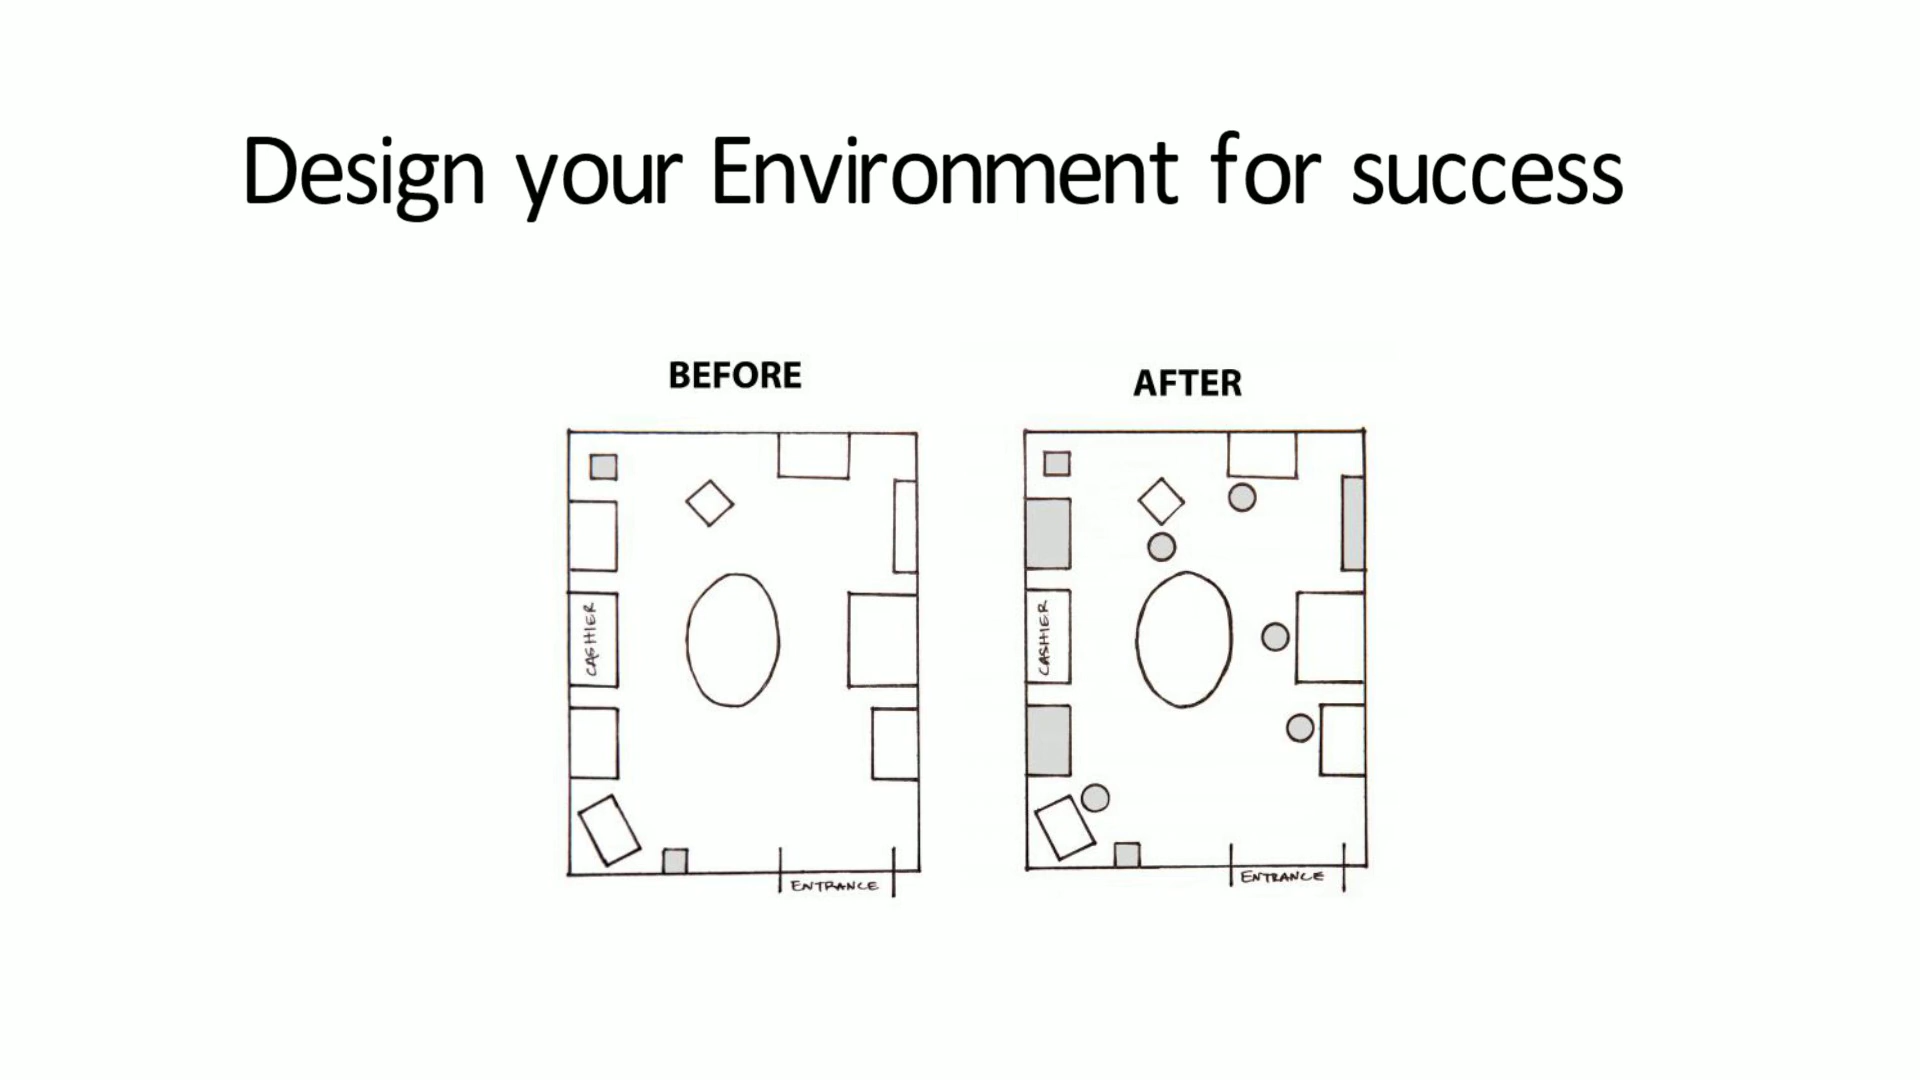 Design your Environment for success
BEFORE
AFTER
CASHIER
CASHIER
ENTRANCE
ENTRANCE